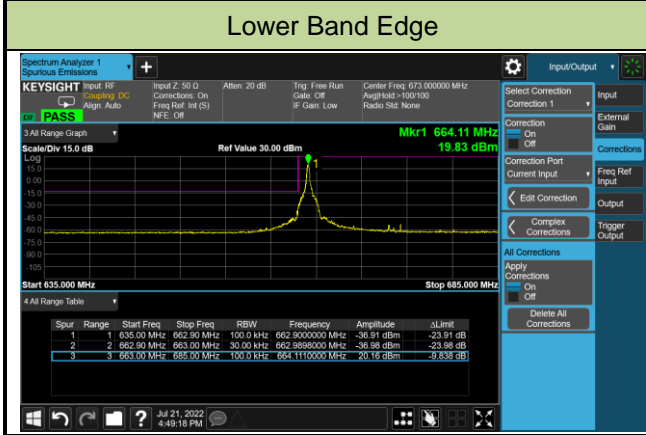 Lower Band Edge
Spectrum Analyzer 1
Spurious Emissions
Input/Output
KEYSIGHT Input: RF Input Z: 50 Ω Atten: 20 dB Trig: Free Run Center Freq: 673.000000 MHz
Coupling: DC Corrections: On Gate: Off Avg|Hold:>100/100
Align: Auto Freq Ref: Int (S) IF Gain: Low Radio Std: None
NFE: Off
PASS
3 All Range Graph
Mkr1 664.11 MHz
Scale/Div 15.0 dB Ref Value 30.00 dBm 19.83 dBm
Log
15.0
0.00
-15.0
-30.0
-45.0
-60.0
-75.0
-90.0
-105
1
Start 635.000 MHz Stop 685.000 MHz
4 All Range Table
Spur Range Start Freq Stop Freq RBW Frequency Amplitude ΔLimit
1 1 635.00 MHz 662.90 MHz 100.0 kHz 662.9000000 MHz -36.91 dBm -23.91 dB
2 2 662.90 MHz 663.00 MHz 30.00 kHz 662.9898000 MHz -36.98 dBm -23.98 dB
3 3 663.00 MHz 685.00 MHz 100.0 kHz 664.1110000 MHz 20.16 dBm -9.838 dB
Select Correction
Correction 1
Correction
On
Off
Correction Port
Current Input
Edit Correction
Complex
Corrections
All Corrections
Apply
Corrections
On
Off
Delete All
Corrections
Input
External
Gain
Corrections
Freq Ref
Input
Output
Trigger
Output
? Jul 21, 2022
4:49:18 PM